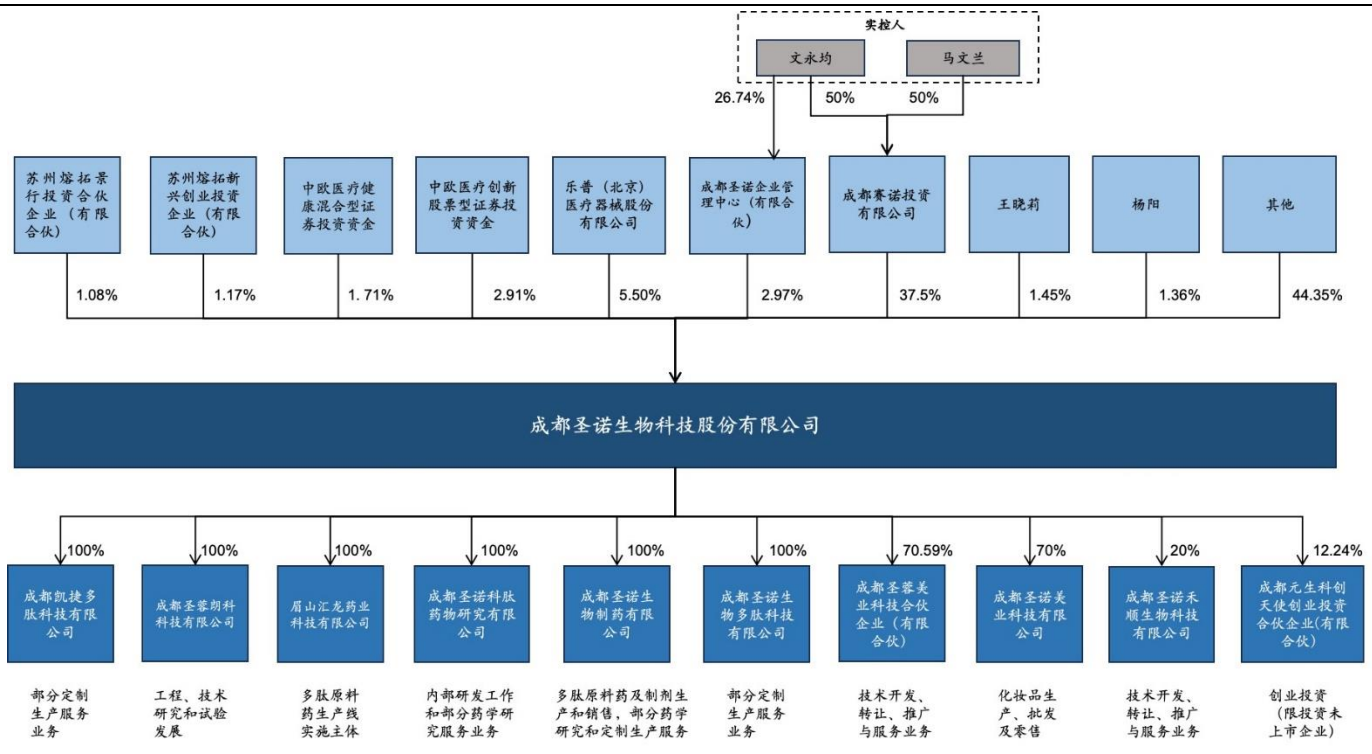 实控人
文永均
马文兰
26.74%
50%
50%
苏州熔拓景
行投资合伙
企业（有限
合伙）
苏州熔拓新
兴创业投资
企业（有限
合伙）
中欧医疗健
康混合型证
券投资资金
中欧医疗创新
股票型证券投
资资金
乐普（北京）
医疗器械股份
有限公司
成都圣诺企业管
理中心（有限合
伙）
成都赛诺投资
有限公司
王晓莉
杨阳
其他
1.08%
1.17%
1. 71%
2.91%
5.50%
2.97%
37.5%
1.45%
1.36%
44.35%
成都圣诺生物科技股份有限公司
100%
100%
100%
100%
100%
100%
70.59%
70%
20%
12.24%
成都凯捷多
肽科技有限
公司
成都圣蓉朗科
科技有限公司
眉山汇龙药业
科技有限公司
成都圣诺科肽
药物研究有限
公司
成都圣诺生
物制药有限
公司
成都圣诺生
物多肽科技
有限公司
成都圣蓉美
业科技合伙
企业（有限
合伙）
成都圣诺美
业科技有限
公司
成都圣诺禾
顺生物科技
有限公司
成都元生科创
天使创业投资
合伙企业(有限
合伙）
部分定制
生产服务
业务
工程、技术
研究和试验
发展
多肽原料
药生产线
实施主体
内部研发工作
和部分药学研
究服务业务
多肽原料药及制剂生
产和销售，部分药学
研究和定制生产服务
部分定制
生产服务
业务
技术开发、
转让、推广
与服务业务
化妆品生
产、批发
及零售
技术开发、
转让、推广
与服务业务
创业投资
（限投资未
上市企业）